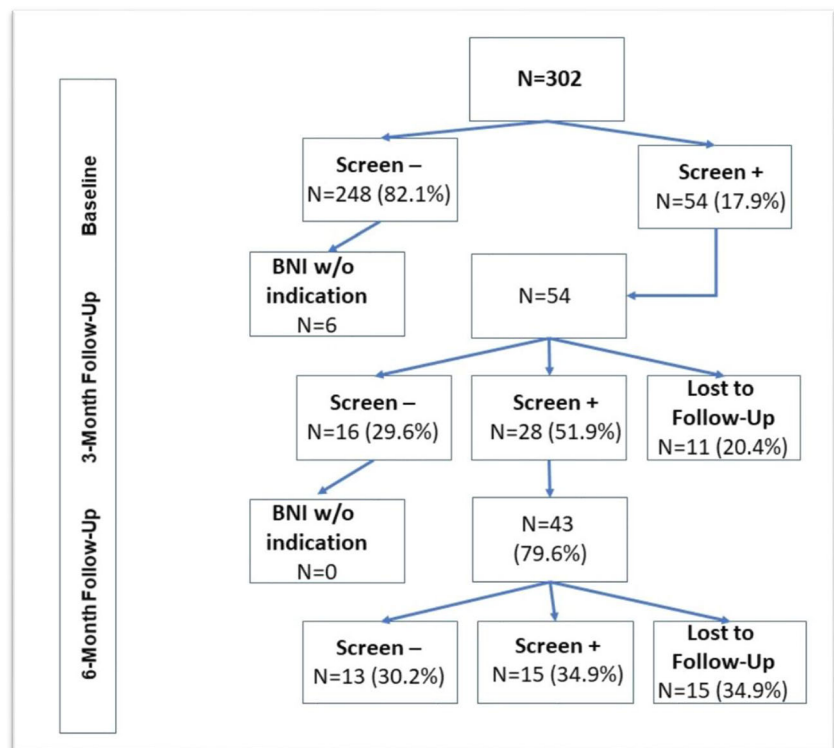 N=302
Baseline
Screen –
N=248 (82.1%)
Screen +
N=54 (17.9%)
BNI w/o
indication
N=6
N=54
3-Month Follow-Up
Screen –
N=16 (29.6%)
Screen +
N=28 (51.9%)
Lost to
Follow-Up
N=11 (20.4%)
BNI w/o
indication
N=0
N=43
(79.6%)
6-Month Follow-Up
Screen –
N=13 (30.2%)
Screen +
N=15 (34.9%)
Lost to
Follow-Up
N=15 (34.9%)